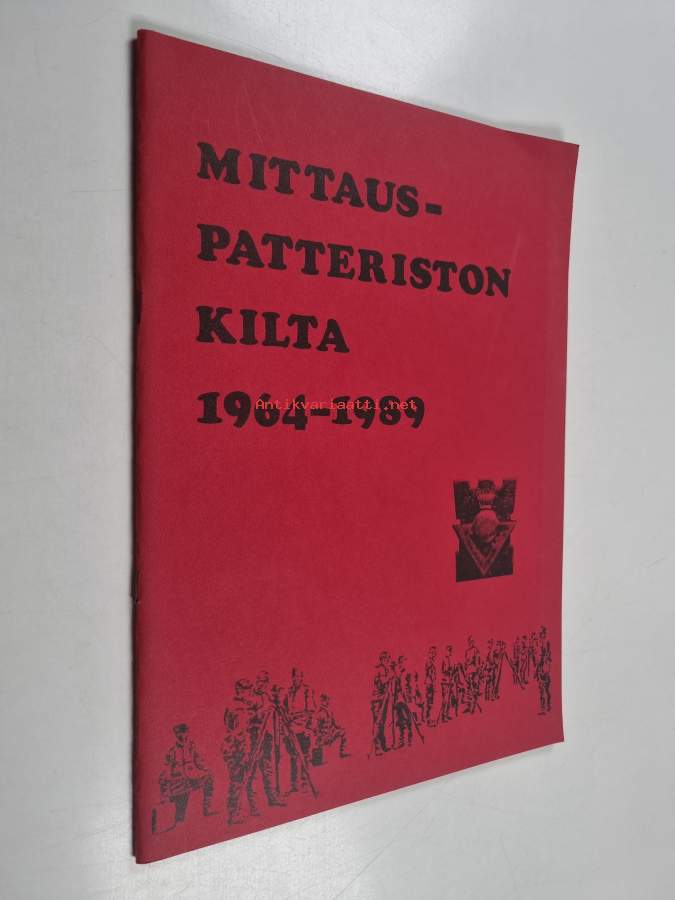 MITTAUS-
PATTERISTON
KILTA
1964-1989
Antikvariaatti.net